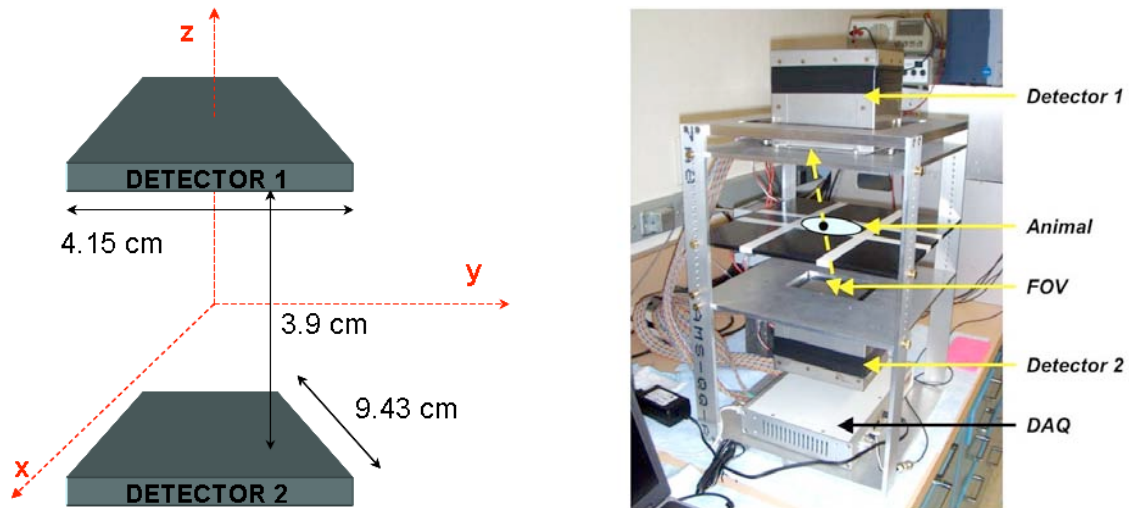 z
DETECTOR 1
4.15 cm
y
3.9 cm
9.43 cm
x
DETECTOR 2
Detector 1
Animal
FOV
Detector 2
DAQ